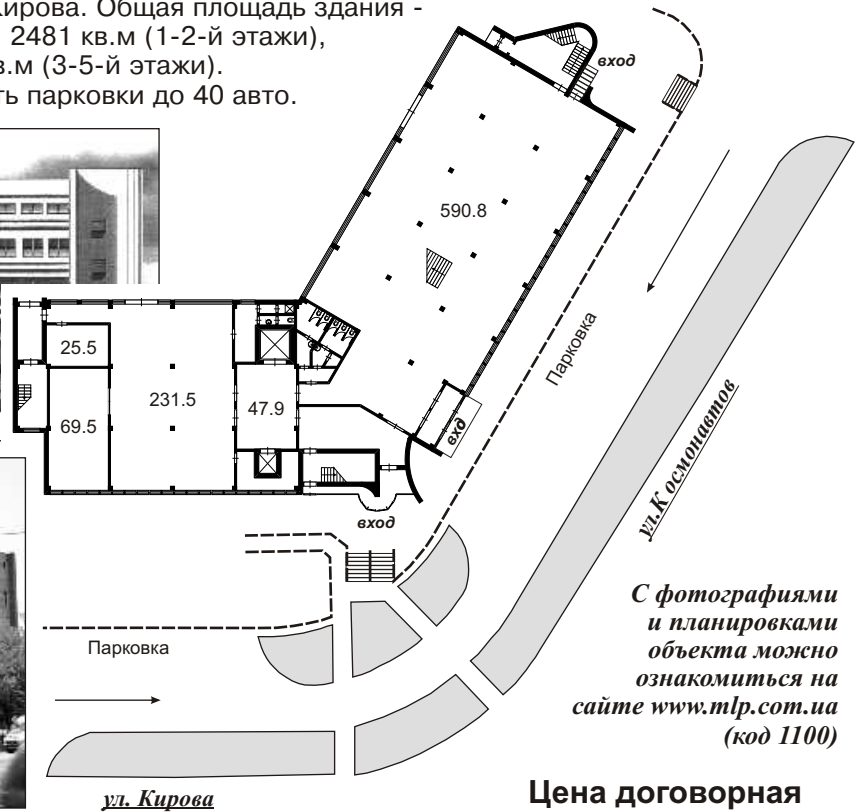 Кирова. Общая площадь здания -
2481 кв.м (1-2-й этажи),
в.м (3-5-й этажи).
ть парковки до 40 авто.
вход
590.8
Парковка
25.5
231.5
47.9
69.5
вхд
вход
ул.К осмонавтов
С фотографиями
и планировками
объекта можно
ознакомиться на
сайте www.mlp.com.ua
(код 1100)
Парковка
ул. Кирова
Цена договорная